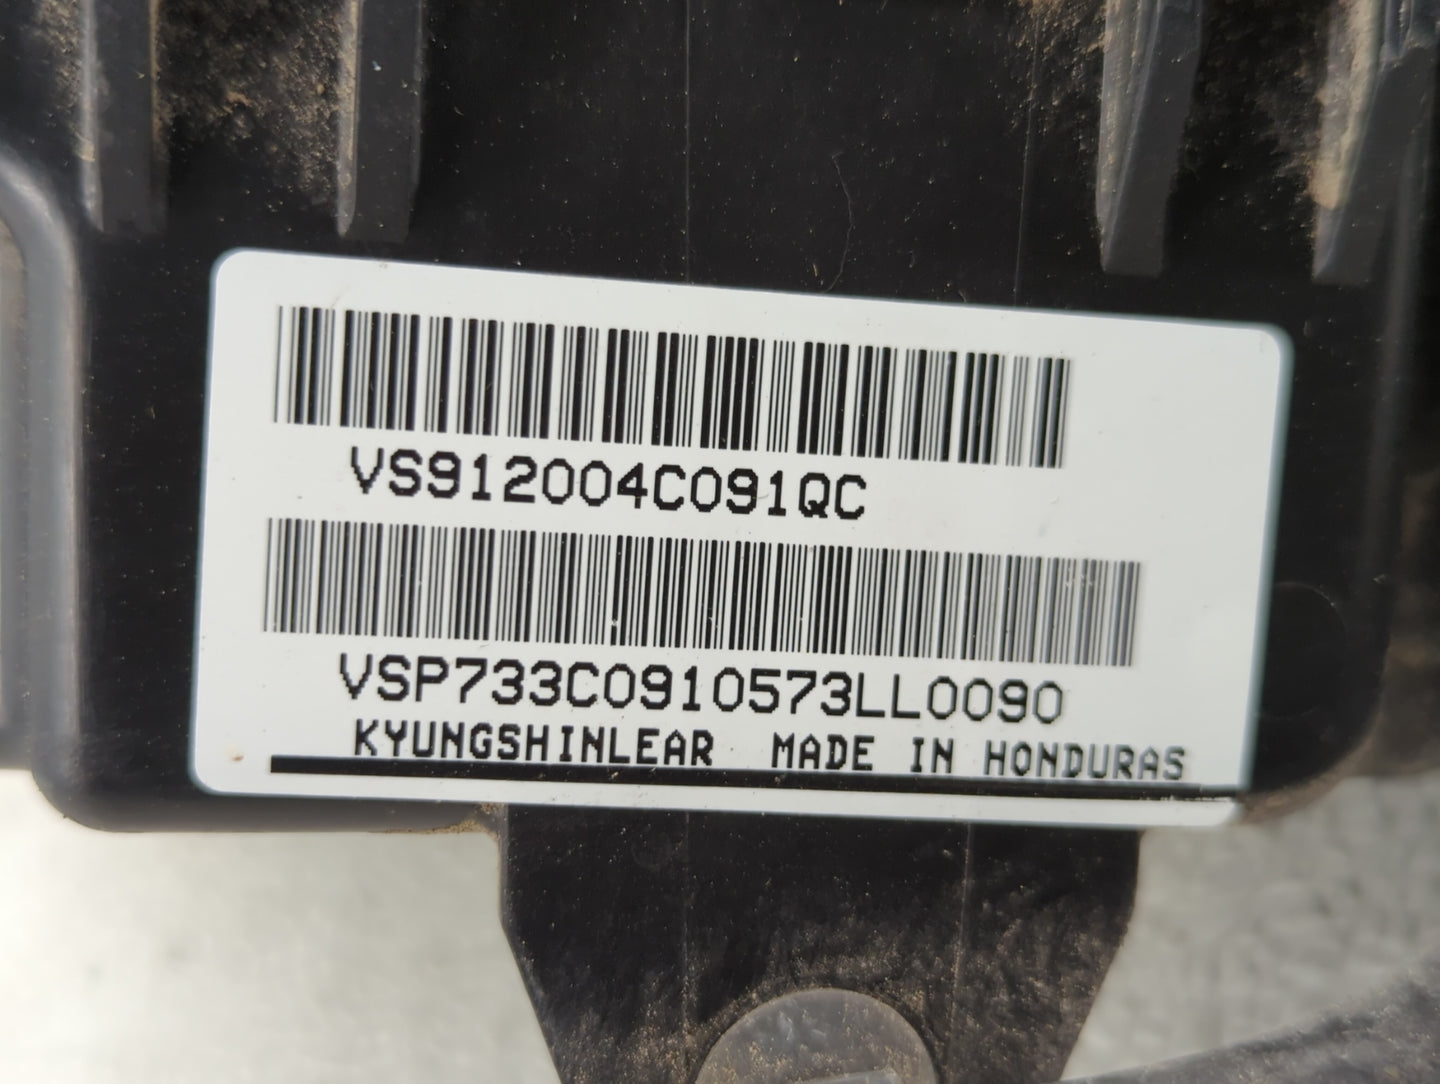 VS912004C091QC
VSP733C0910573LL0090
KYUNGSHINLEAR MADE IN HONDURAS